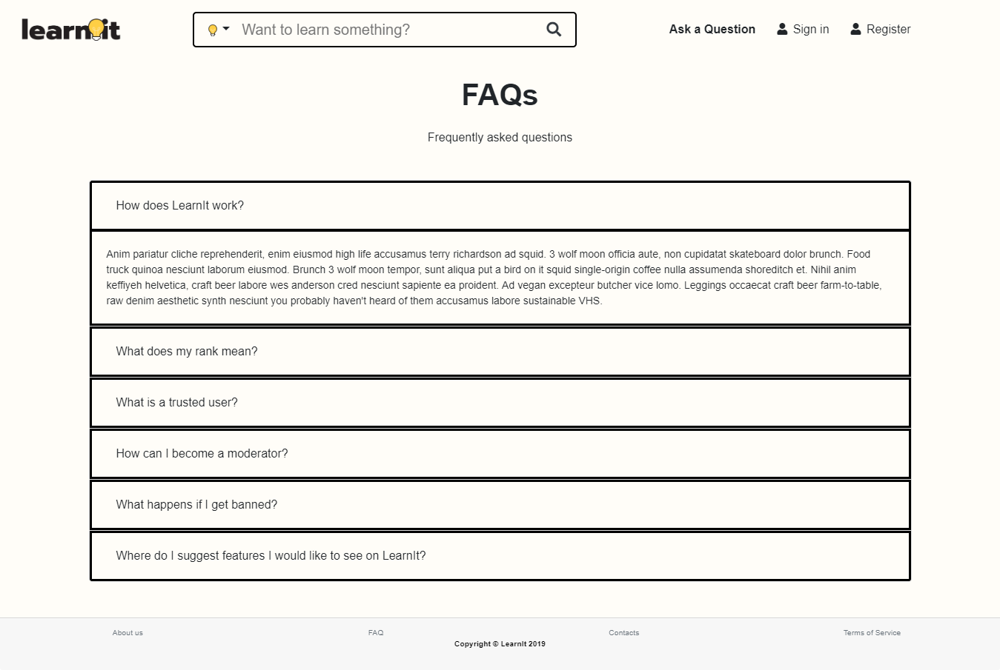 learnit
Want to learn something?
Ask a Question
Sign in
Register
FAQs
Frequently asked questions
How does LearnIt work?
Anim pariatur cliche reprehenderit, enim eiusmod high life accusamus terry richardson ad squid. 3 wolf moon officia aute, non cupidatat skateboard dolor brunch. Food
truck quinoa nesciunt laborum eiusmod. Brunch 3 wolf moon tempor, sunt aliqua put a bird on it squid single-origin coffee nulla assumenda shoreditch et. Nihil anim
keffiyeh helvetica, craft beer labore wes anderson cred nesciunt sapiente ea proident. Ad vegan excepteur butcher vice lomo. Leggings occaecat craft beer farm-to-table,
raw denim aesthetic synth nesciunt you probably haven't heard of them accusamus labore sustainable VHS.
What does my rank mean?
What is a trusted user?
How can I become a moderator?
What happens if I get banned?
Where do I suggest features I would like to see on LearnIt?
About us
FAQ
Contacts
Terms of Service
Copyright © LearnIt 2019